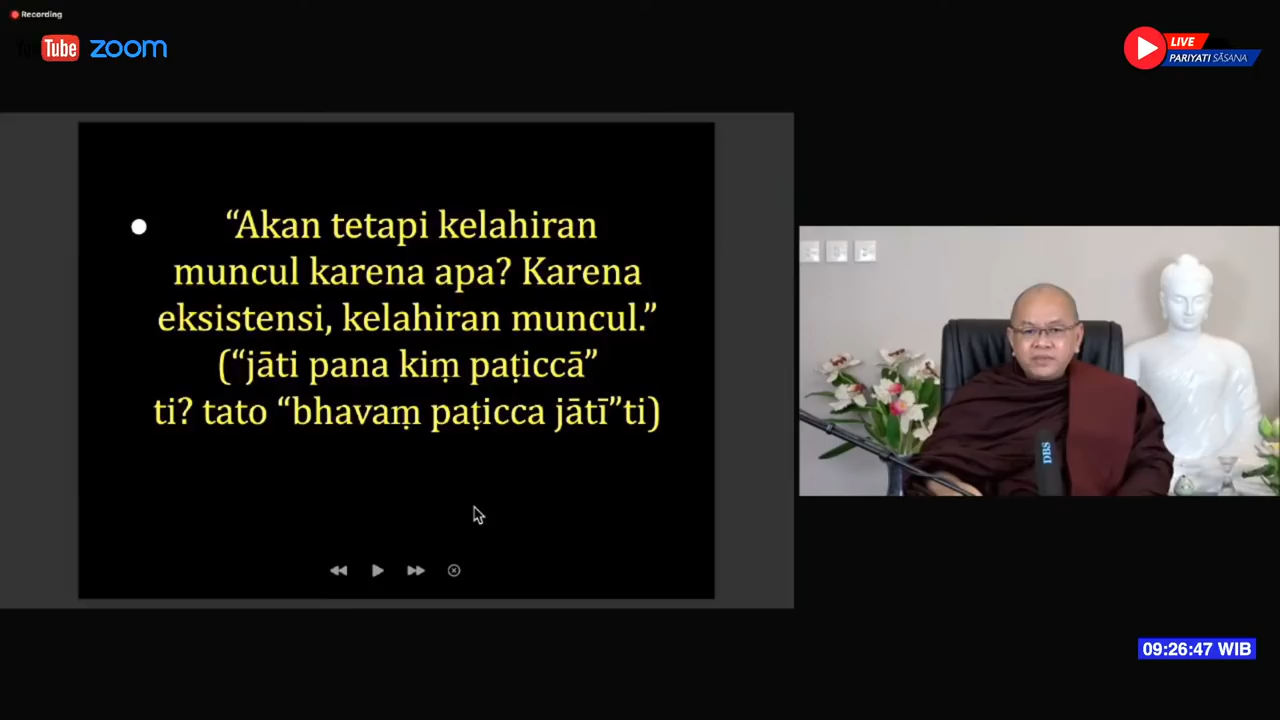 Recording
Tube zoom
LIVE
PARIYATI SĀSANA
“Akan tetapi kelahiran
muncul karena apa? Karena
eksistensi, kelahiran muncul.”
(“jāti pana kiṃ paṭiccā”
ti? tato “bhavaṃ paṭicca jātī”ti)
DBS
09:26:47 WIB